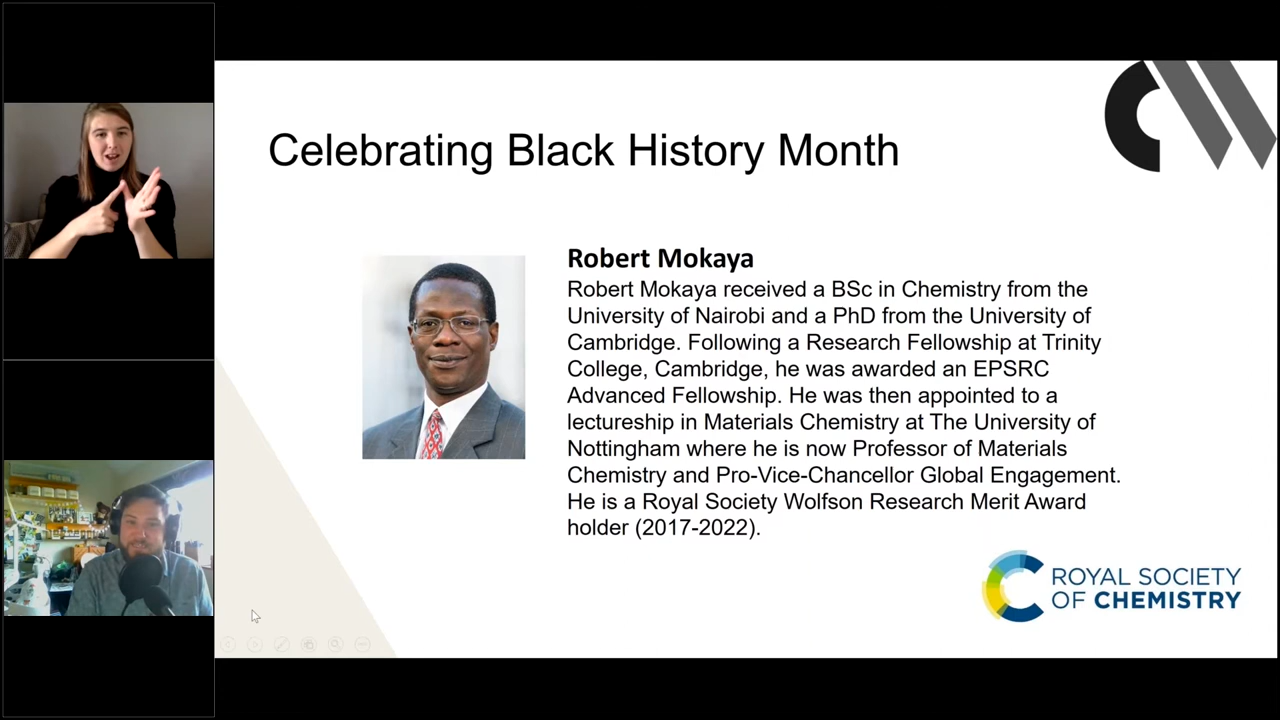 Celebrating Black History Month
Robert Mokaya
Robert Mokaya received a BSc in Chemistry from the
University of Nairobi and a PhD from the University of
Cambridge. Following a Research Fellowship at Trinity
College, Cambridge, he was awarded an EPSRC
Advanced Fellowship. He was then appointed to a
lectureship in Materials Chemistry at The University of
Nottingham where he is now Professor of Materials
Chemistry and Pro-Vice-Chancellor Global Engagement.
He is a Royal Society Wolfson Research Merit Award
holder (2017-2022).
ROYAL SOCIETY
OF CHEMISTRY